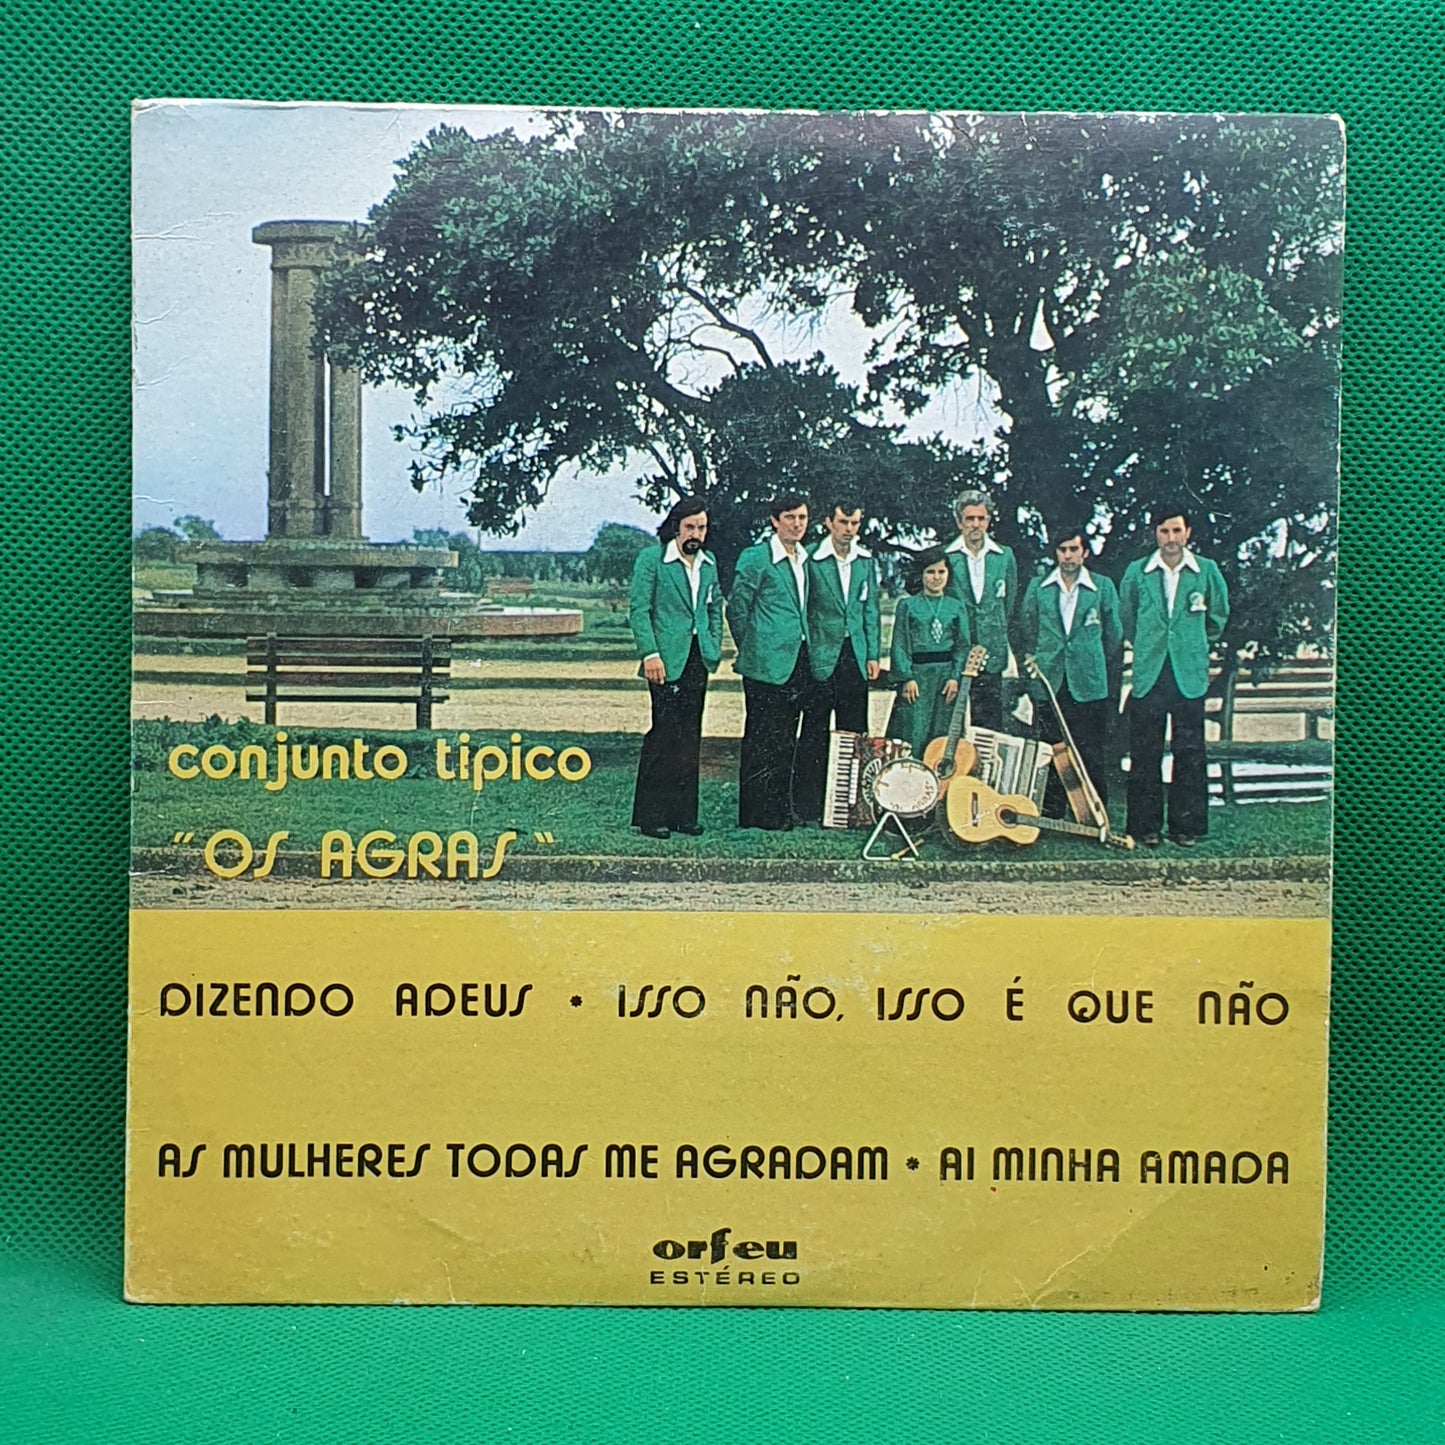 conjunto tipico
"OS AGRAS"
DIZENDO ADEUS * ISSO NÃO, ISSO É QUE NÃO
AS MULHERES TODAS ME AGRADAM * AI MINHA AMADA
orfeu
ESTÉREO